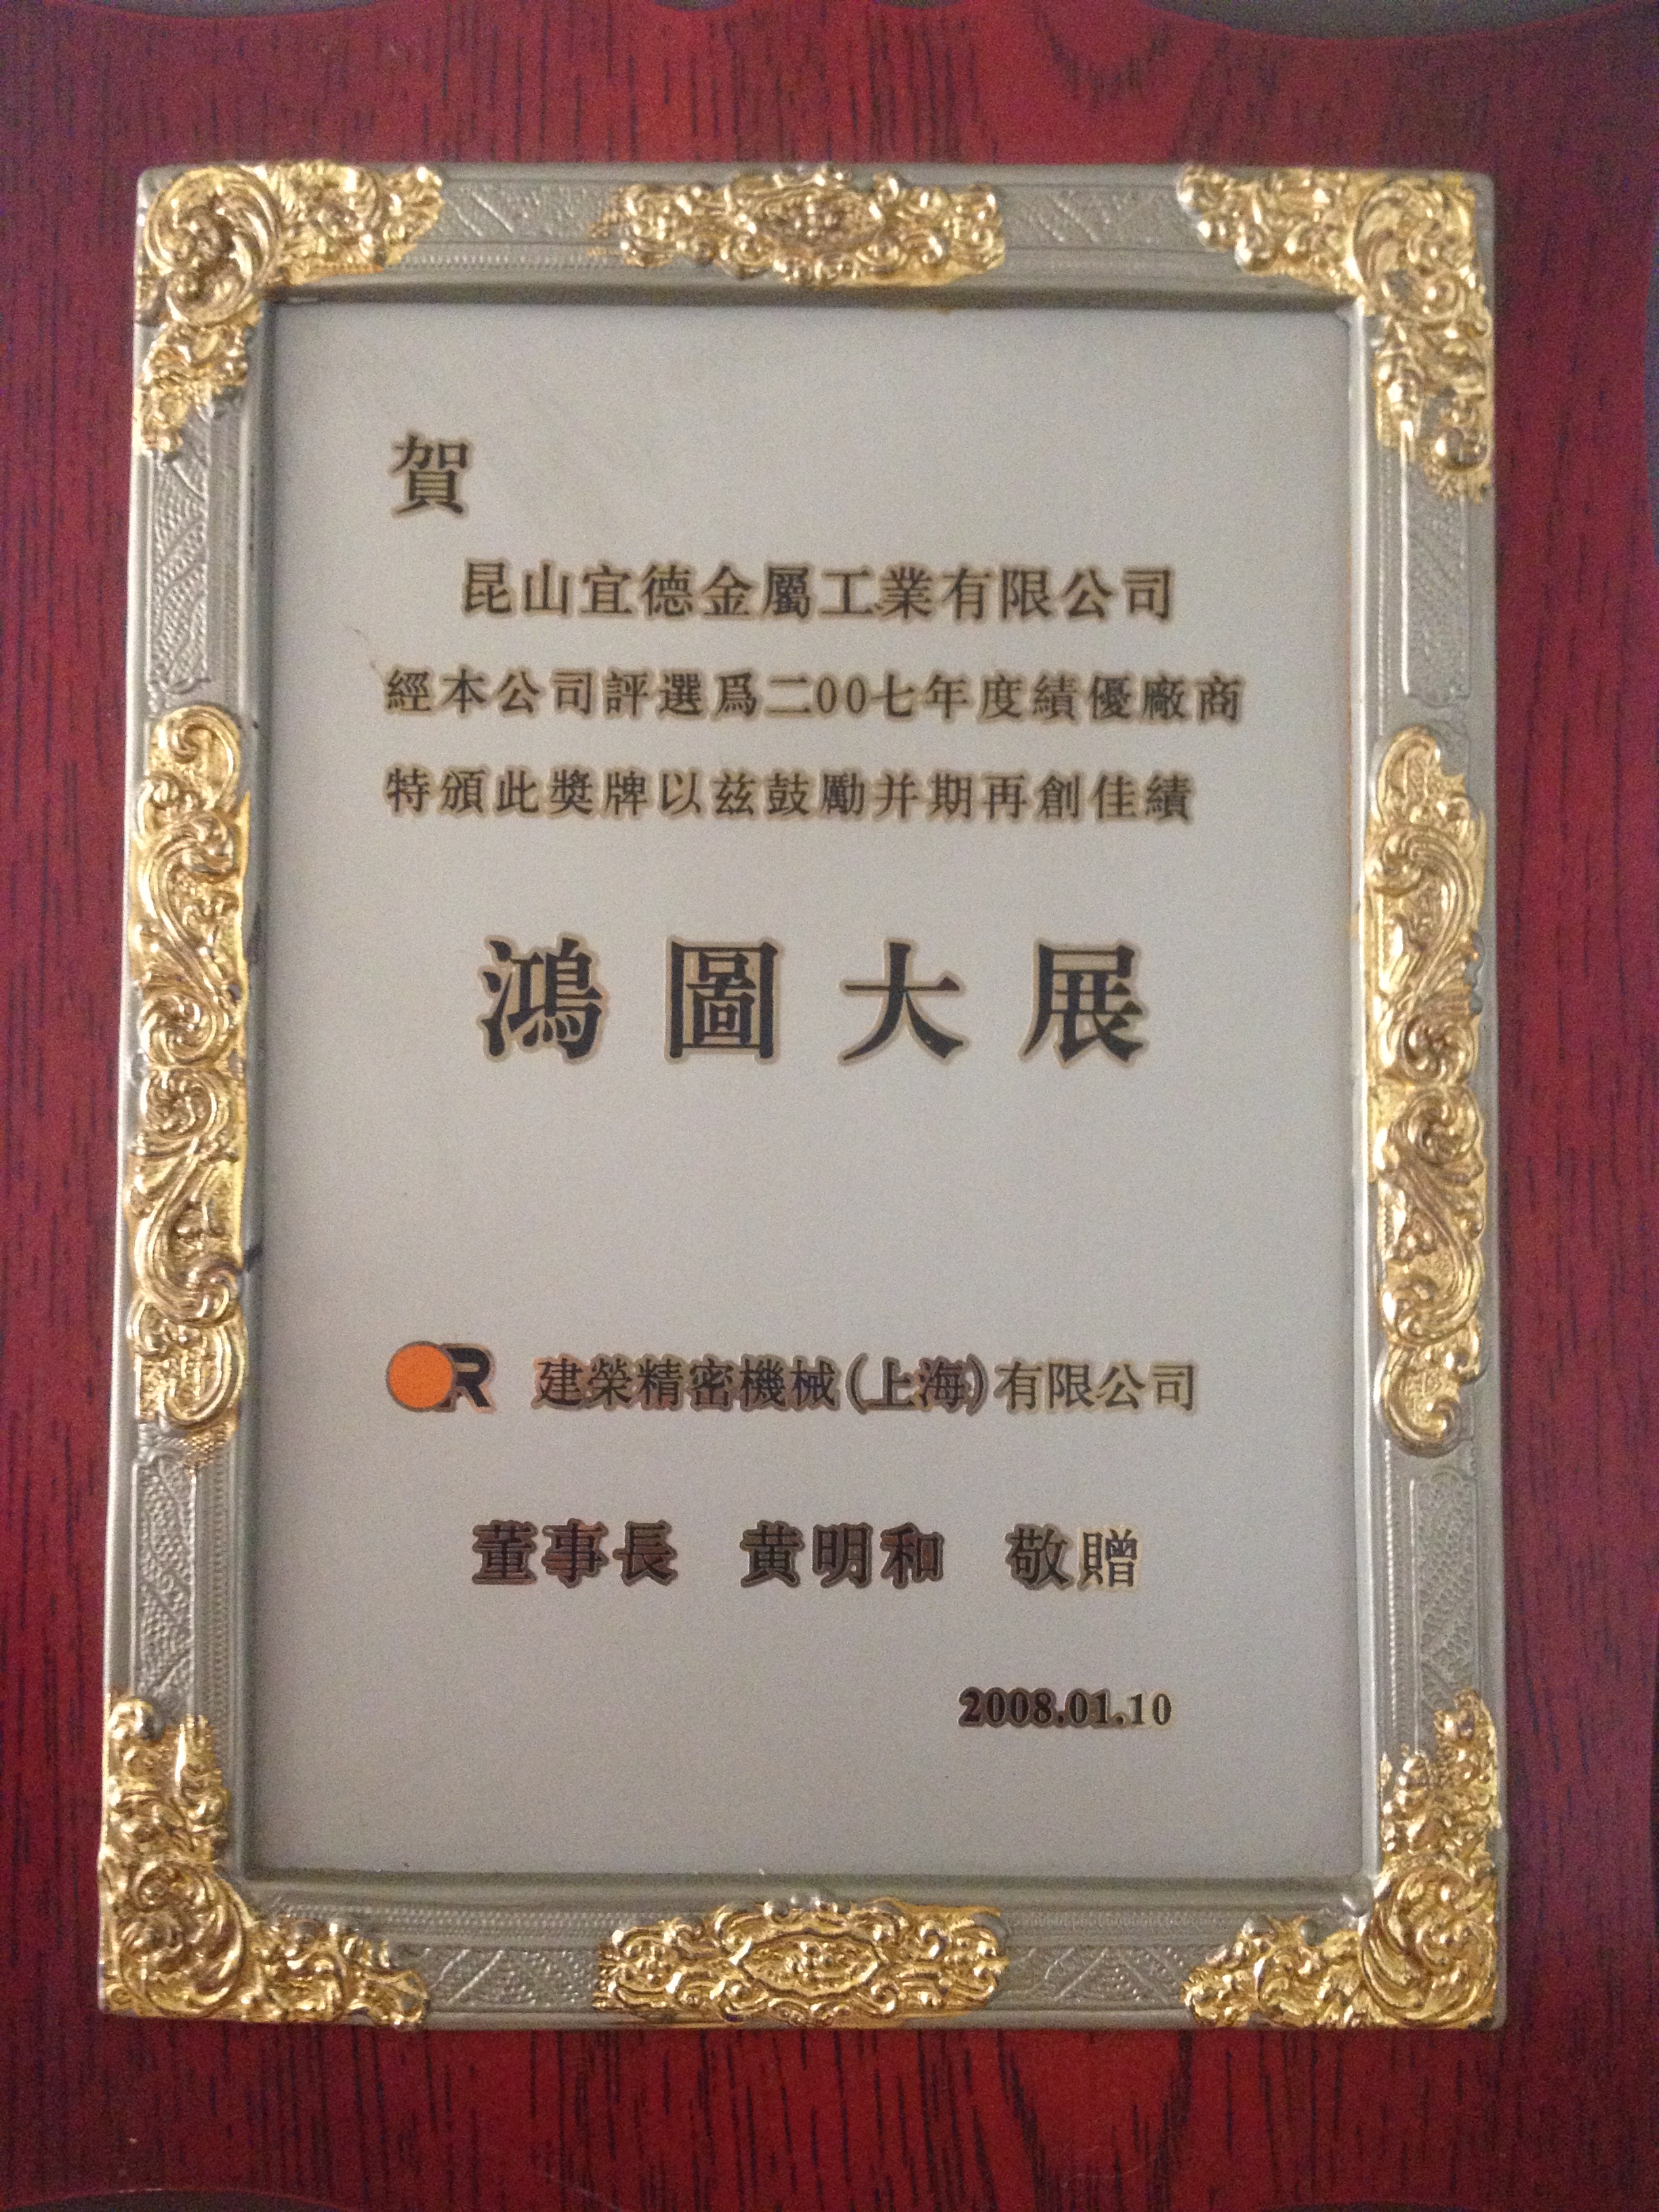 賀
昆山宜德金屬工業有限公司
經本公司評選爲二00七年度績優廠商
特頒此獎牌以兹鼓勵并期再創佳績
鴻圖大展
R 建榮精密機械(上海)有限公司
董事長 黄明和 敬贈
2008.01.10